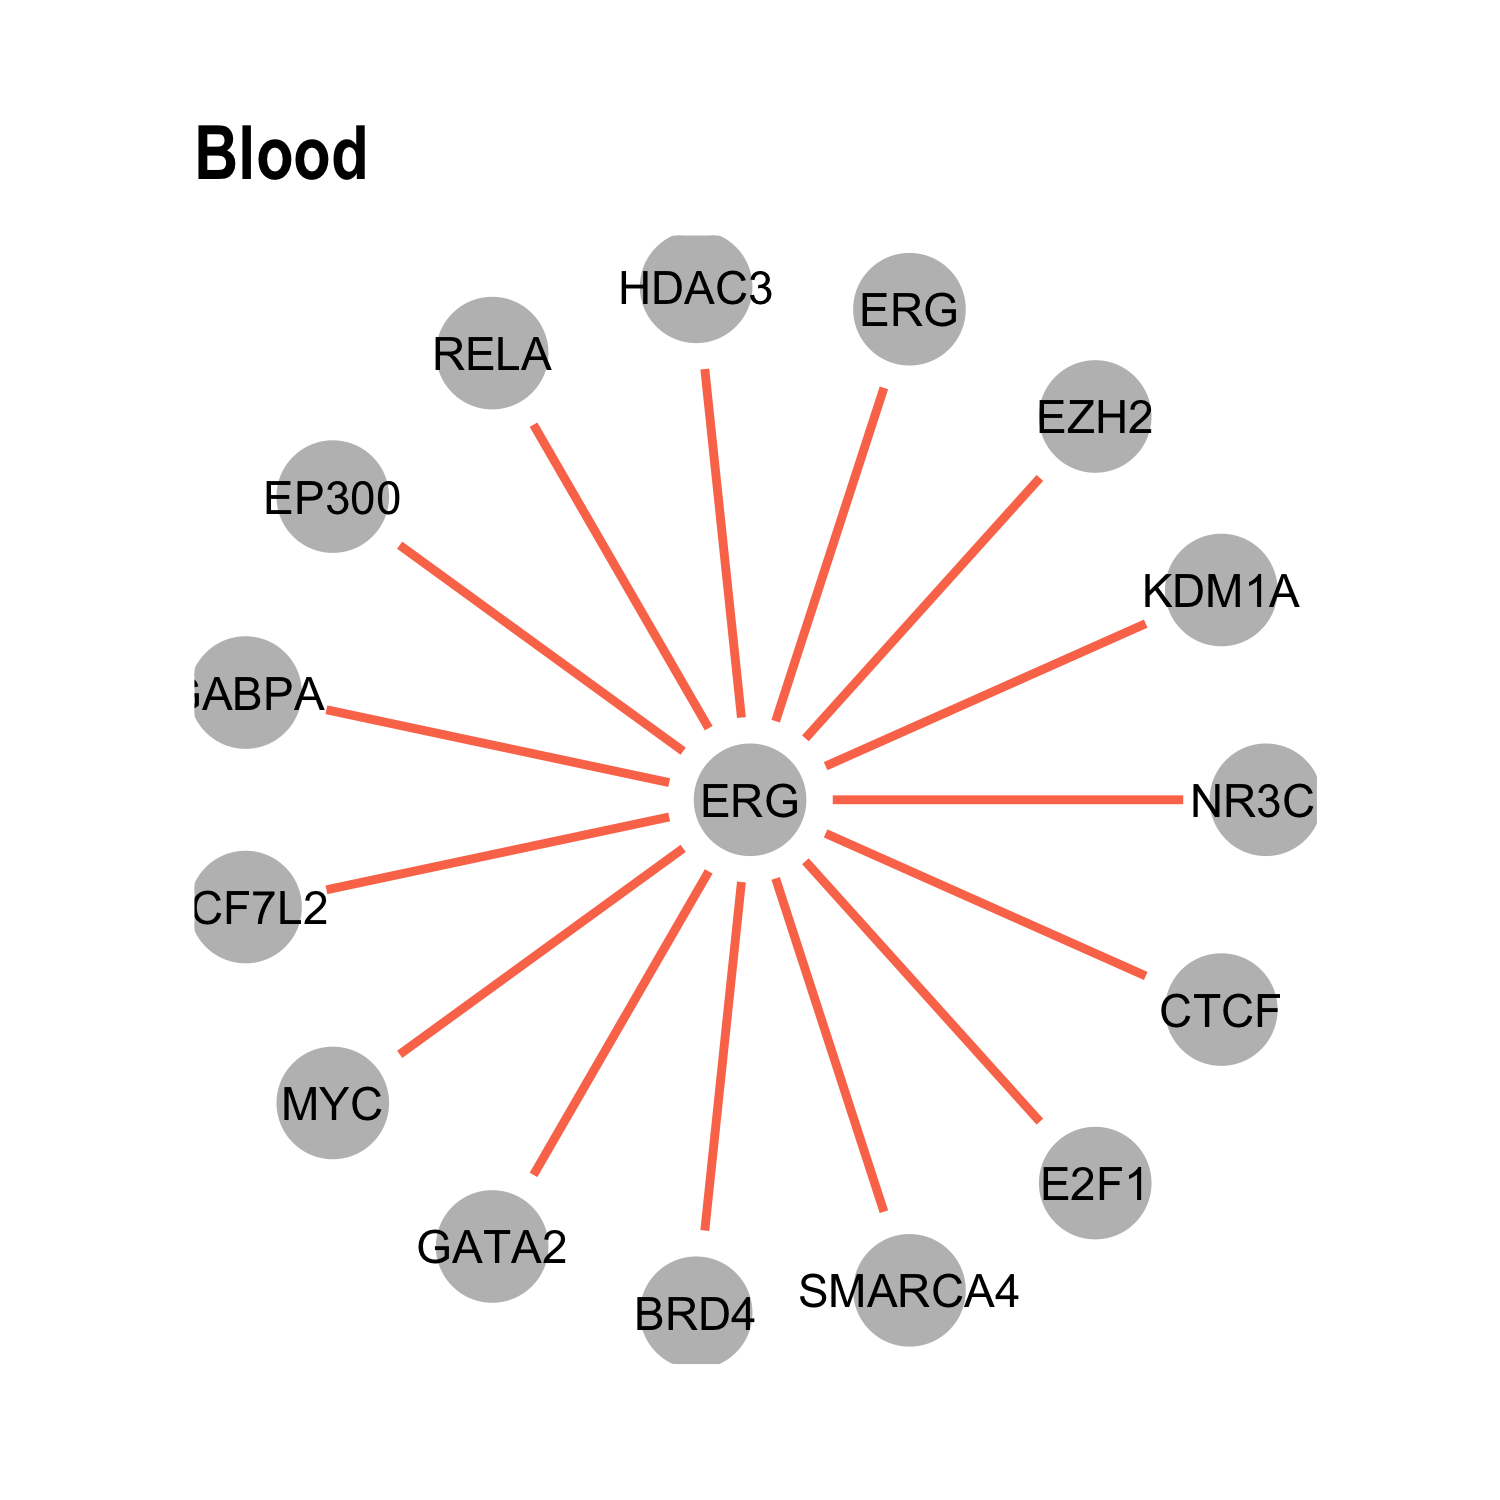 Blood
HDAC3
ERG
RELA
EZH2
EP300
KDM1A
GABPA
ERG
NR3C
CF7L2
CTCF
MYC
E2F1
GATA2
SMARCA4
BRD4